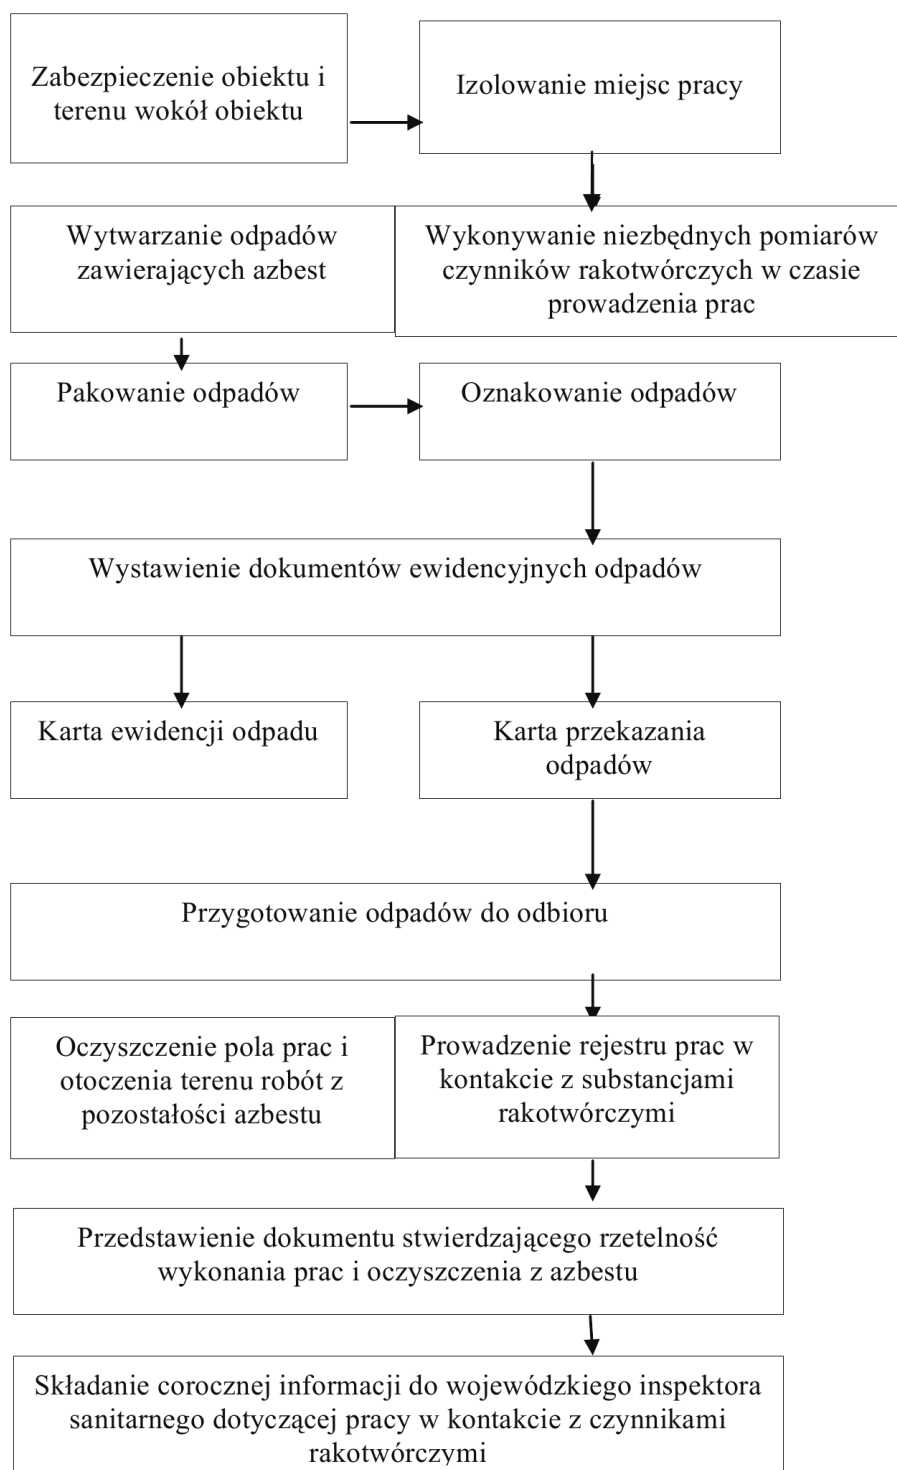 Zabezpieczenie obiektu i
terenu wokół obiektu
Izolowanie miejsc pracy
Wytwarzanie odpadów
zawierających azbest
Wykonywanie niezbędnych pomiarów
czynników rakotwórczych w czasie
prowadzenia prac
Pakowanie odpadów
Oznakowanie odpadów
Wystawienie dokumentów ewidencyjnych odpadów
Karta ewidencji odpadu
Karta przekazania
odpadów
Przygotowanie odpadów do odbioru
Oczyszczenie pola prac i
otoczenia terenu robót z
pozostałości azbestu
Prowadzenie rejestru prac w
kontakcie z substancjami
rakotwórczymi
Przedstawienie dokumentu stwierdzającego rzetelność
wykonania prac i oczyszczenia z azbestu
Składanie corocznej informacji do wojewódzkiego inspektora
sanitarnego dotyczącej pracy w kontakcie z czynnikami
rakotwórczymi